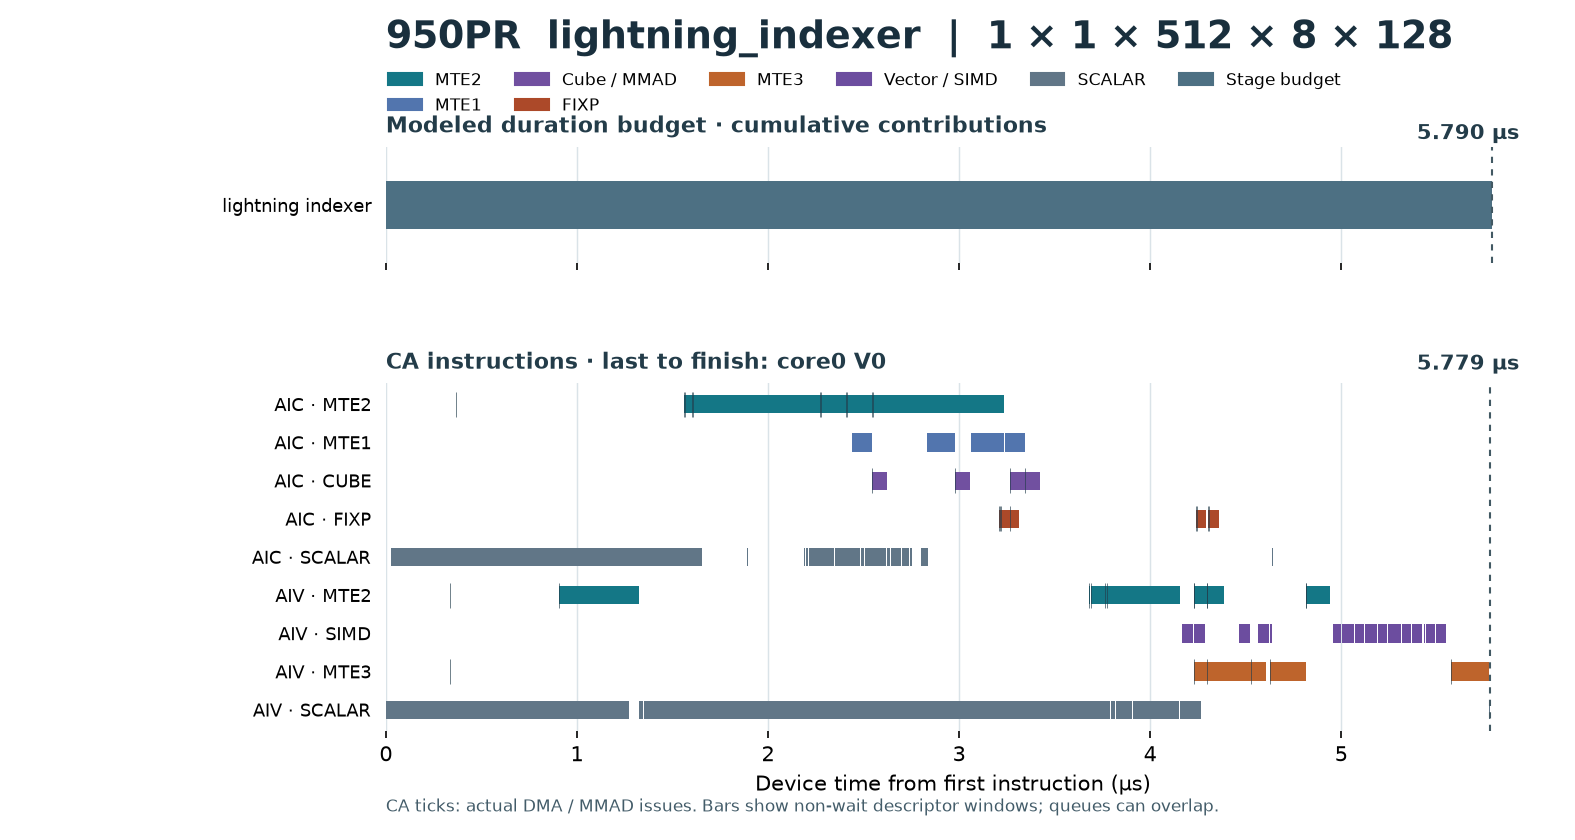 950PR  lightning_indexer  |  1 × 1 × 512 × 8 × 128
MTE2  Cube / MMAD  MTE3  Vector / SIMD  SCALAR  Stage budget
MTE1  FIXP
Modeled duration budget · cumulative contributions
5.790 µs
lightning indexer
CA instructions · last to finish: core0 V0
5.779 µs
AIC · MTE2
AIC · MTE1
AIC · CUBE
AIC · FIXP
AIC · SCALAR
AIV · MTE2
AIV · SIMD
AIV · MTE3
AIV · SCALAR
0 1 2 3 4 5
Device time from first instruction (µs)
CA ticks: actual DMA / MMAD issues. Bars show non-wait descriptor windows; queues can overlap.